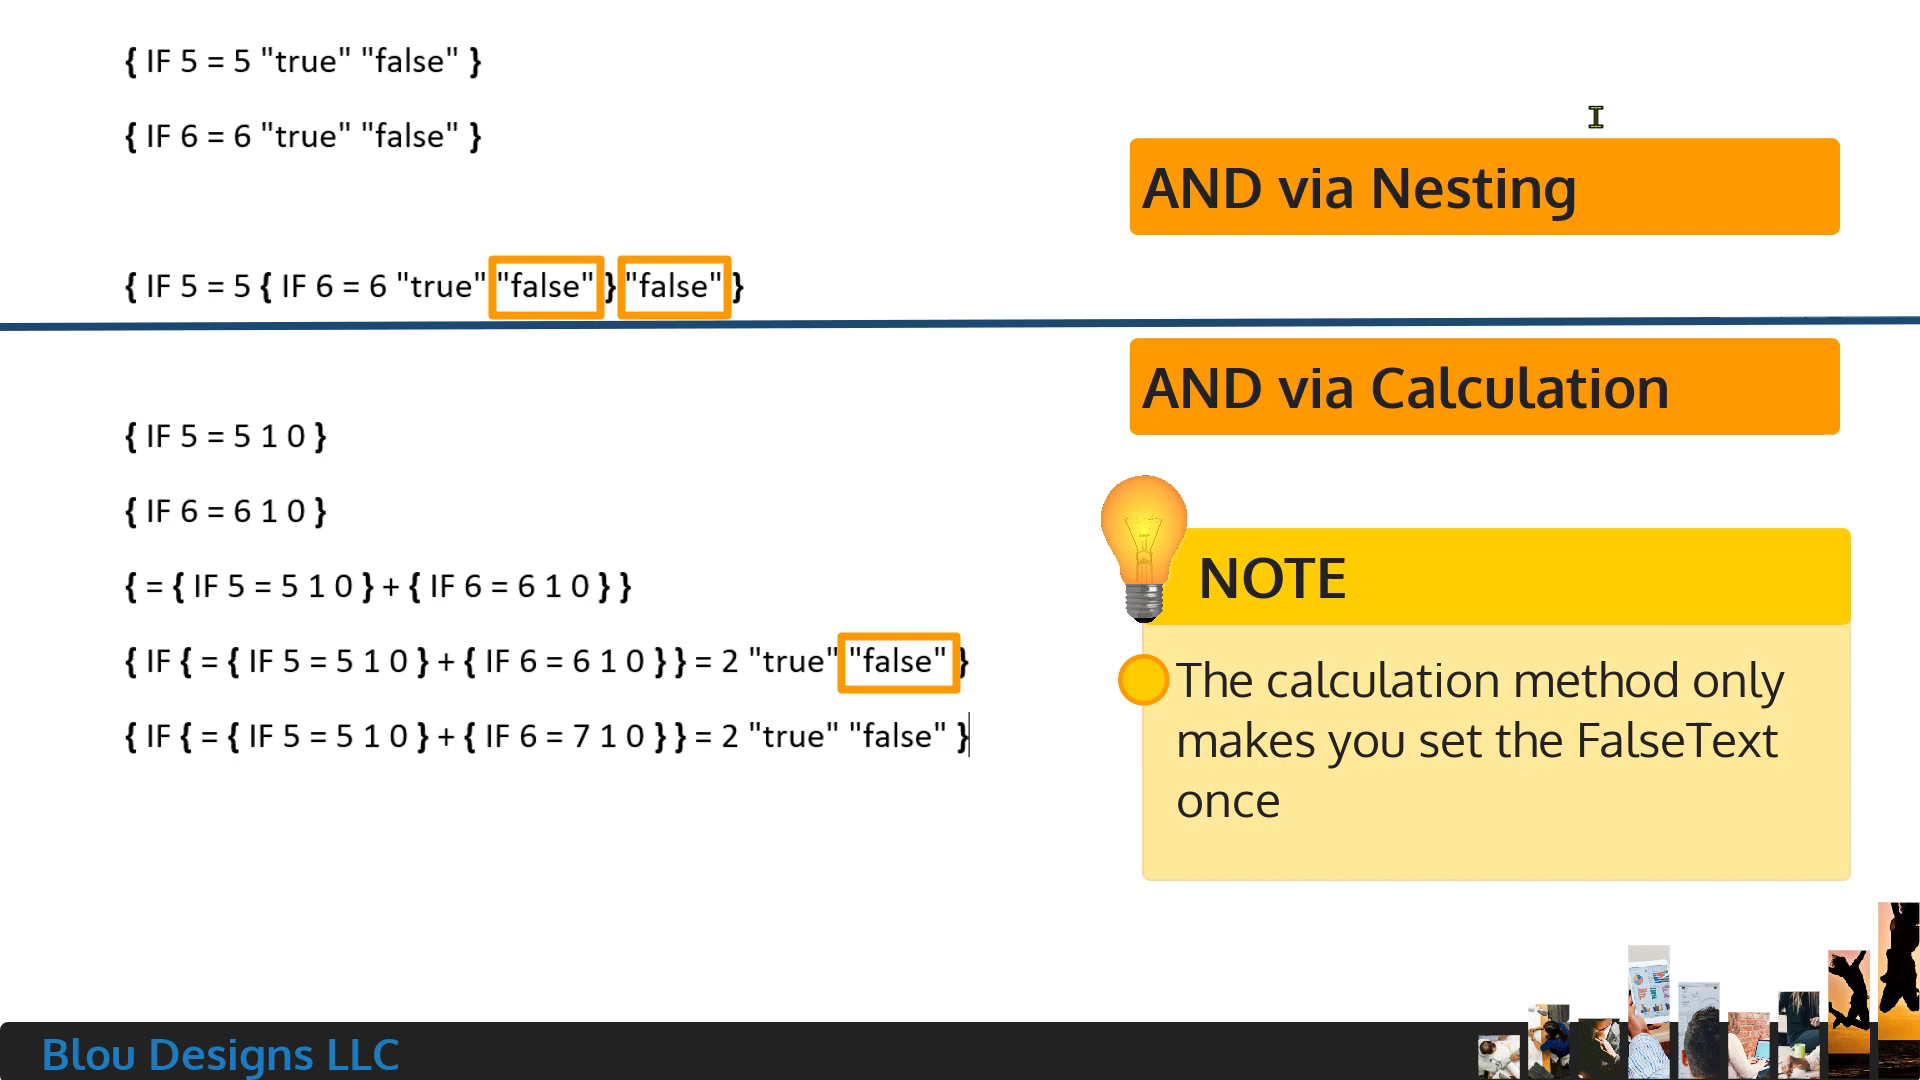 { IF 5 = 5 "true" "false" }
{ IF 6 = 6 "true" "false" }
AND via Nesting
{ IF 5 = 5 { IF 6 = 6 "true" "false" } "false" }
AND via Calculation
{ IF 5 = 5 1 0 }
{ IF 6 = 6 1 0 }
{ = { IF 5 = 5 1 0 } + { IF 6 = 6 1 0 } }
{ IF { = { IF 5 = 5 1 0 } + { IF 6 = 6 1 0 } } = 2 "true" "false" }
{ IF { = { IF 5 = 5 1 0 } + { IF 6 = 7 1 0 } } = 2 "true" "false" }
NOTE
The calculation method only
makes you set the FalseText
once
Blou Designs LLC